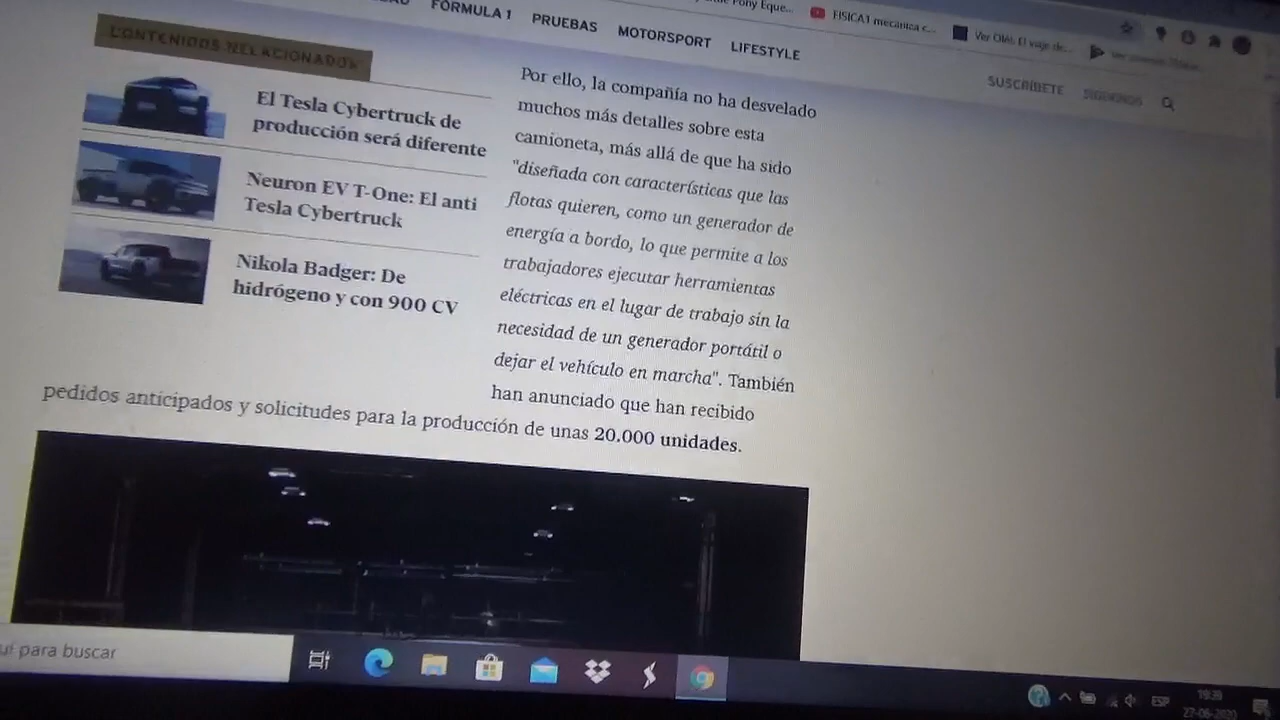 FÓRMULA 1 PRUEBAS MOTORSPORT LIFESTYLE
FISICA1 mecánica c...
SUSCRÍBETE SÍGUENOS
CONTENIDOS RELACIONADOS
El Tesla Cybertruck de
producción será diferente
Neuron EV T-One: El anti
Tesla Cybertruck
Nikola Badger: De
hidrógeno y con 900 CV
Por ello, la compañía no ha desvelado
muchos más detalles sobre esta
camioneta, más allá de que ha sido
"diseñada con características que las
flotas quieren, como un generador de
energía a bordo, lo que permite a los
trabajadores ejecutar herramientas
eléctricas en el lugar de trabajo sin la
necesidad de un generador portátil o
dejar el vehículo en marcha". También
han anunciado que han recibido
pedidos anticipados y solicitudes para la producción de unas 20.000 unidades.
para buscar
ESP